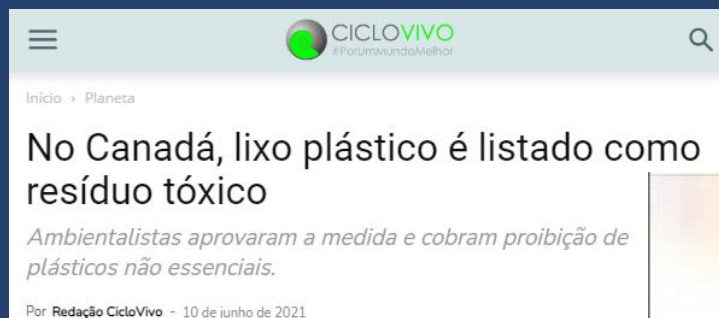 CICLOVIVO
#PorUmMundoMelhor
Início › Planeta
No Canadá, lixo plástico é listado como
resíduo tóxico
Ambientalistas aprovaram a medida e cobram proibição de
plásticos não essenciais.
Por Redação CicloVivo - 10 de junho de 2021